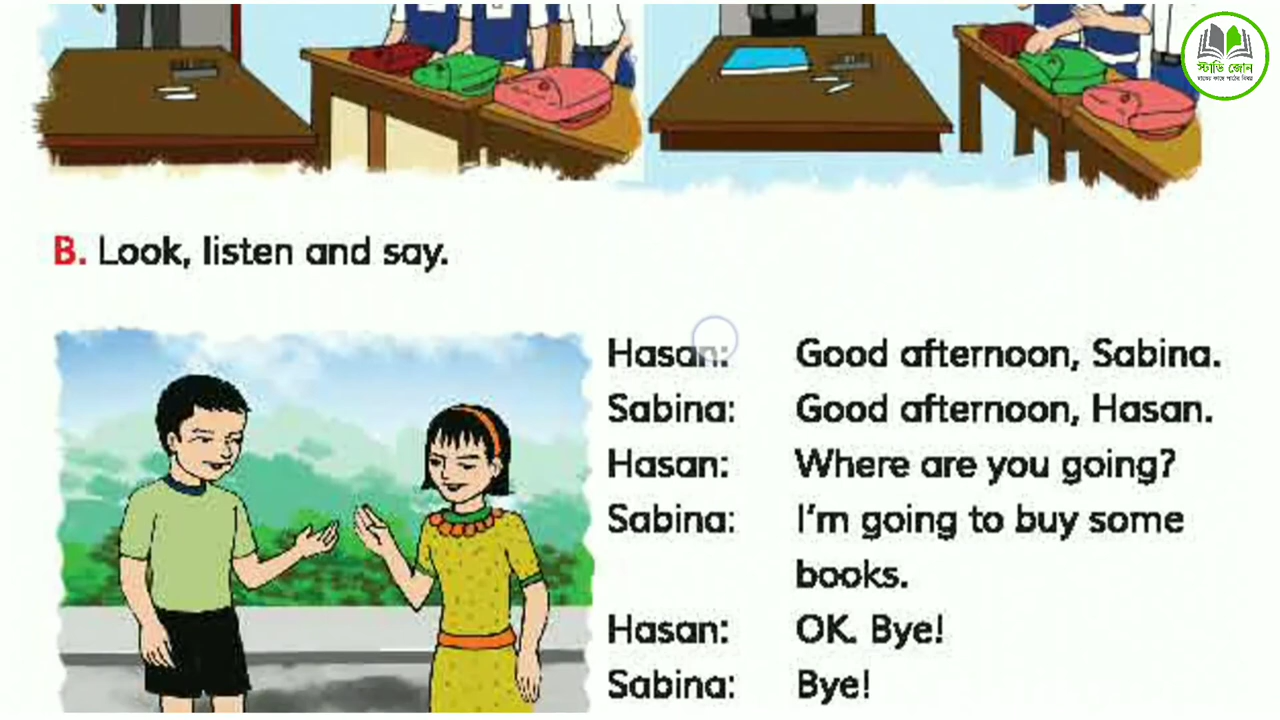 স্টাডি জোন
B. Look, listen and say.
Hasan: Good afternoon, Sabina.
Sabina: Good afternoon, Hasan.
Hasan: Where are you going?
Sabina: I'm going to buy some
books.
Hasan: OK. Bye!
Sabina: Bye!